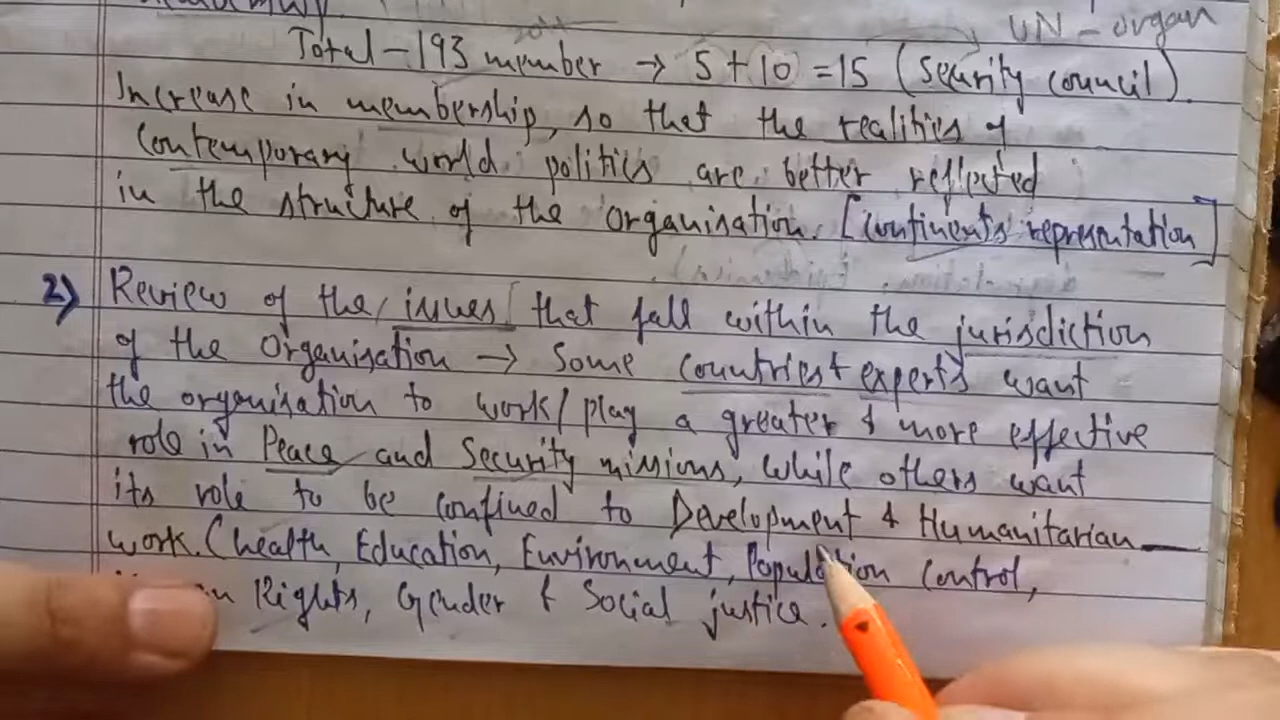 UN - organ
Total - 193 member → 5 + 10 = 15 (Security council).
Increase in membership, so that the realities of
Contemporary world politics are better reflected
in the structure of the Organisation. [Continents representation]
2) Review of the issues that fall within the jurisdiction
of the Organisation → Some countries & experts want
the organisation to work/play a greater & more effective
role in Peace and Security missions, while others want
its role to be confined to Development & Humanitarian
work. (health, Education, Environment, Population Control,
Rights, Gender & Social justice.